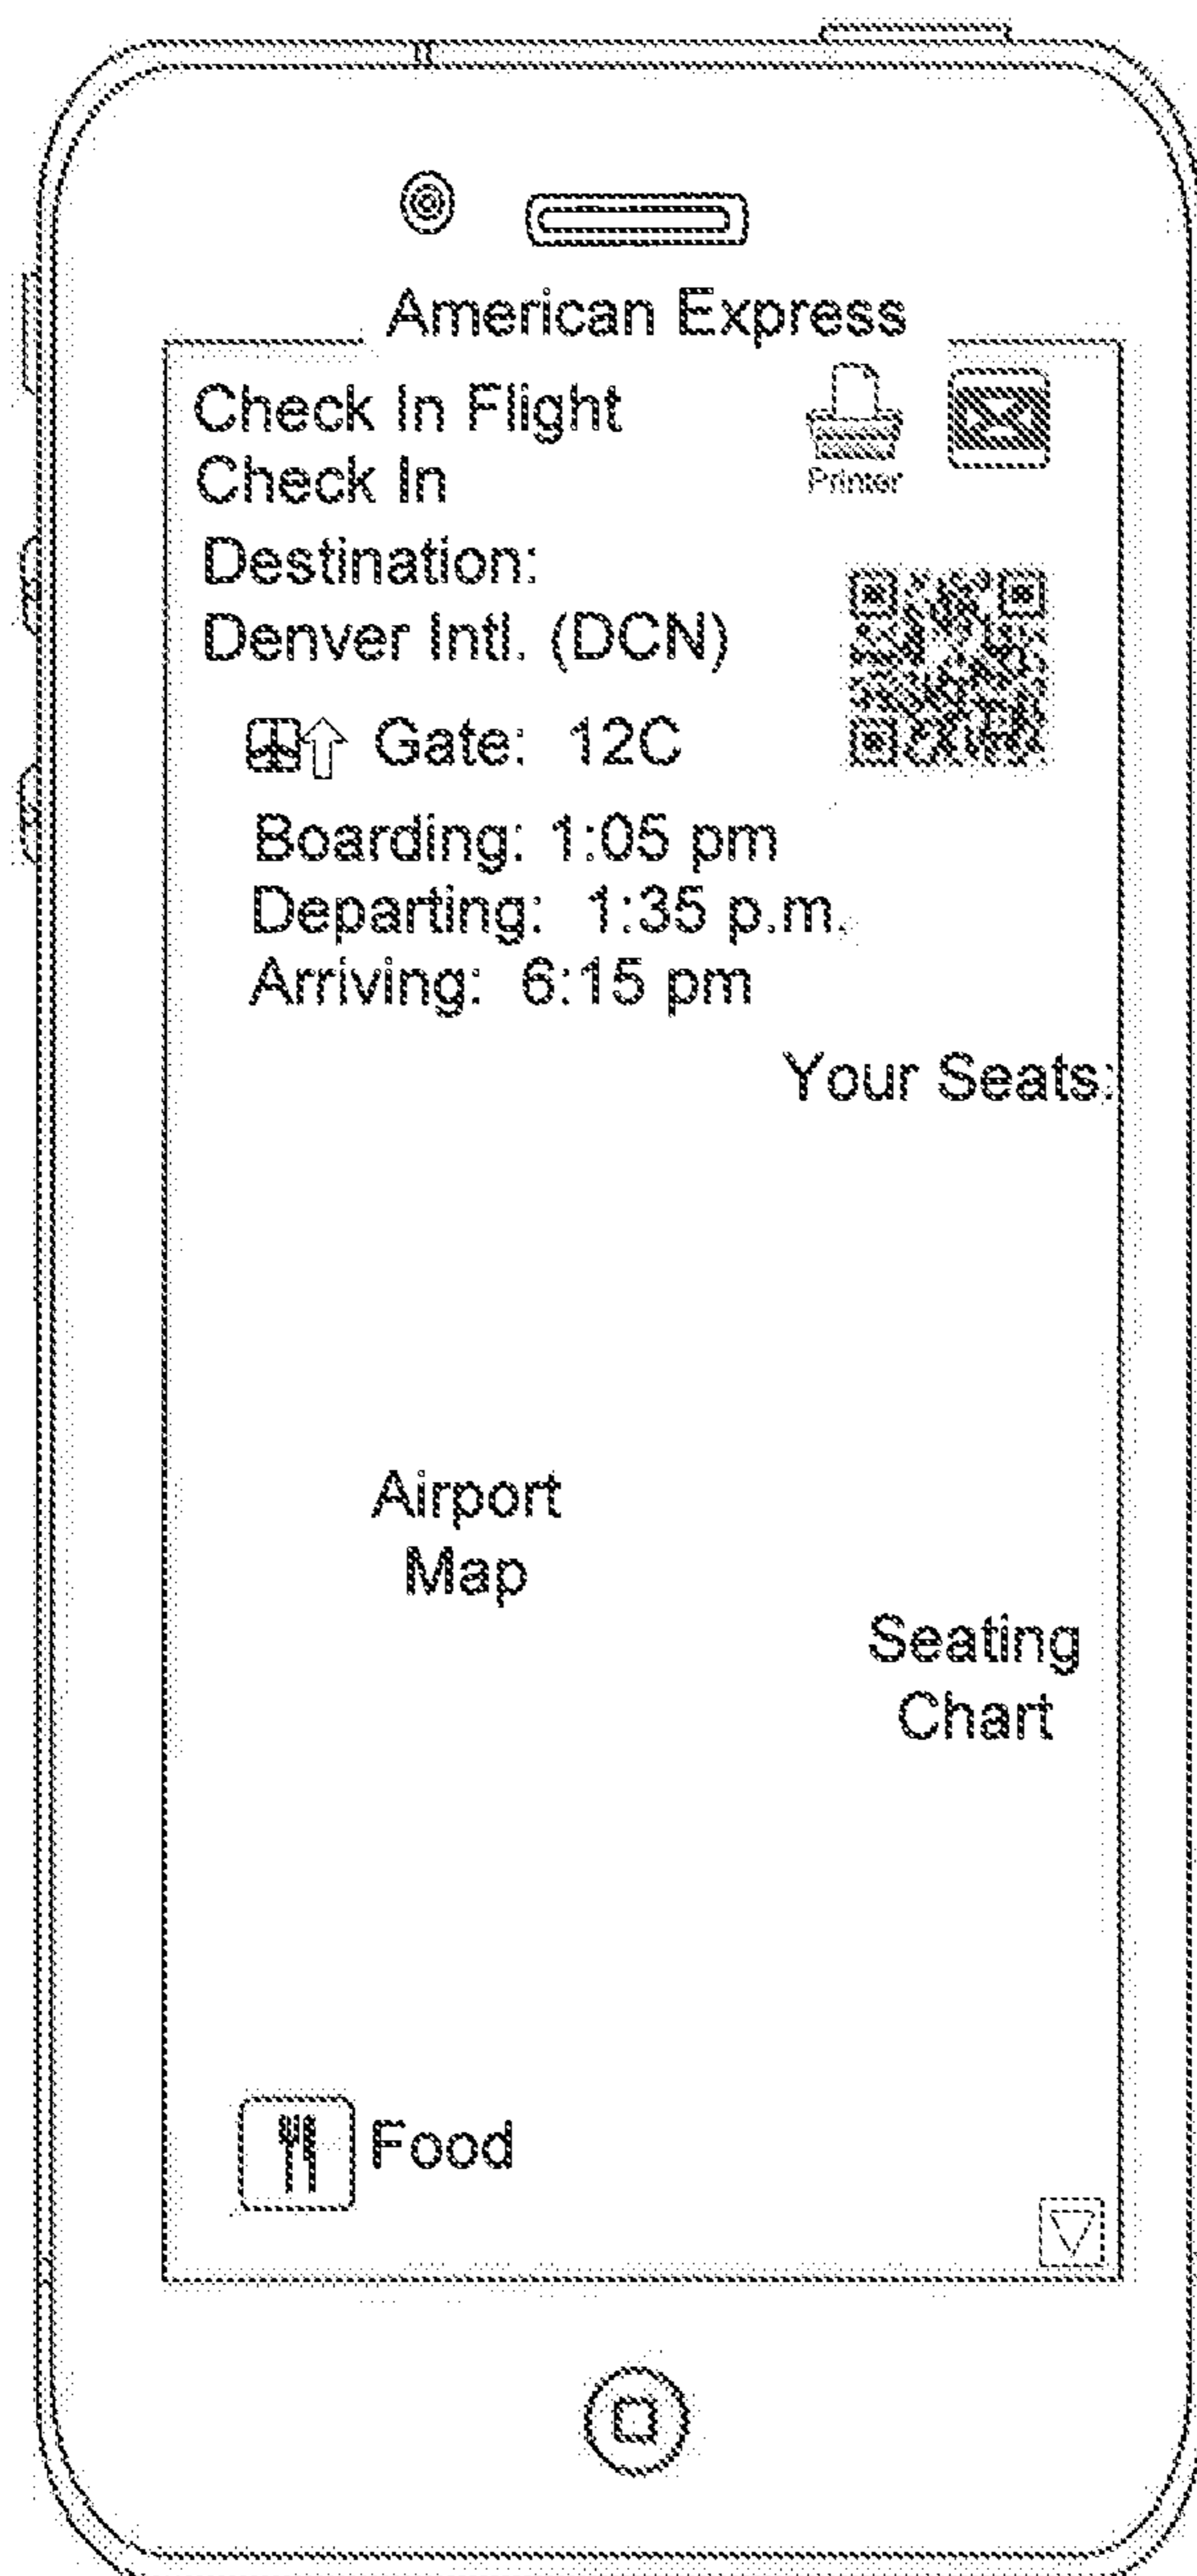 American Express
Check In Flight
Check In
Printer
Destination:
Denver Intl. (DCN)
Gate: 12C
Boarding: 1:05 pm
Departing: 1:35 p.m.
Arriving: 6:15 pm
Your Seats:
Airport
Map
Seating
Chart
Food